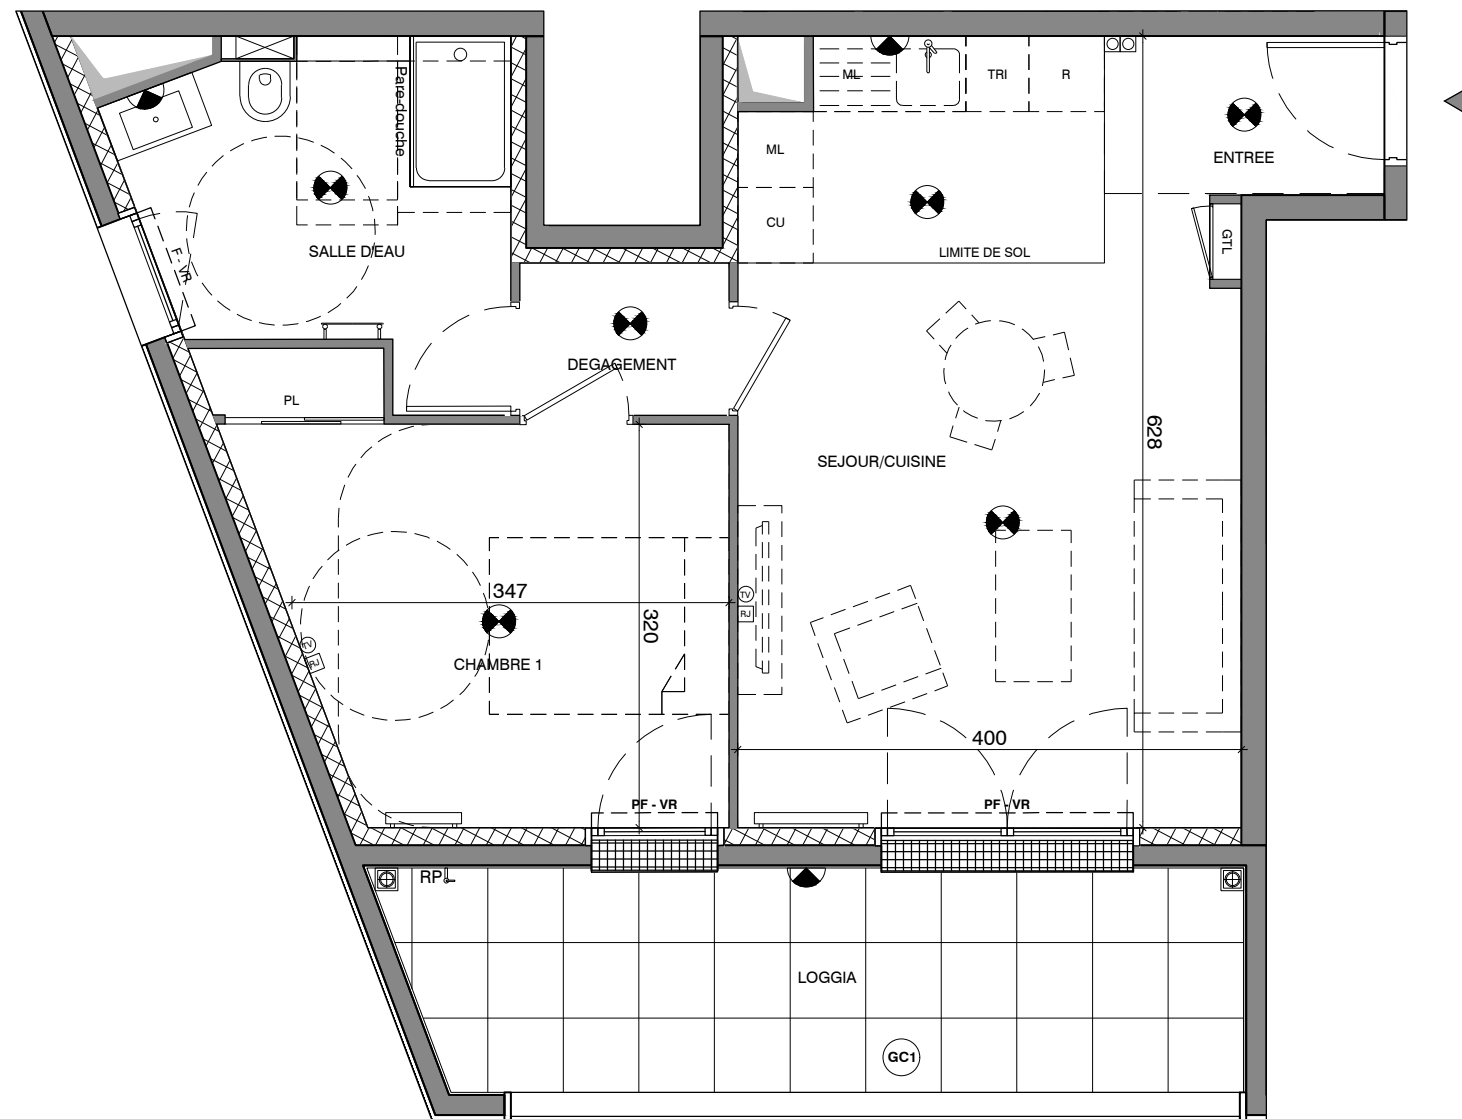 Pare-douche
ML
TRI
R
ENTREE
ML
CU
LIMITE DE SOL
GTL
SALLE D'EAU
F - VR
DEGAGEMENT
PL
628
SEJOUR/CUISINE
347
320
TV
RJ
TV
RJ
CHAMBRE 1
400
PF - VR
PF - VR
RP
LOGGIA
GC1